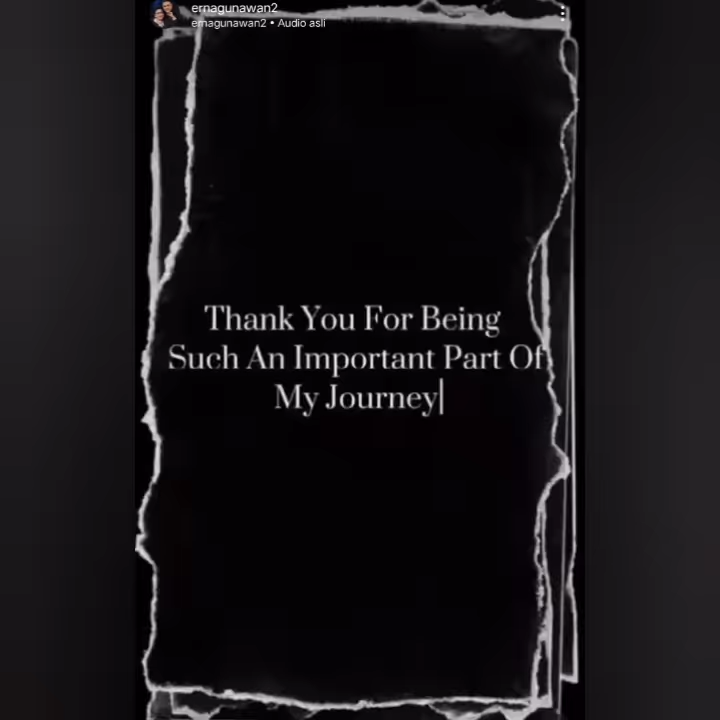 ernagunawan2
ernagunawan2 • Audio asli
Thank You For Being
Such An Important Part Of
My Journey